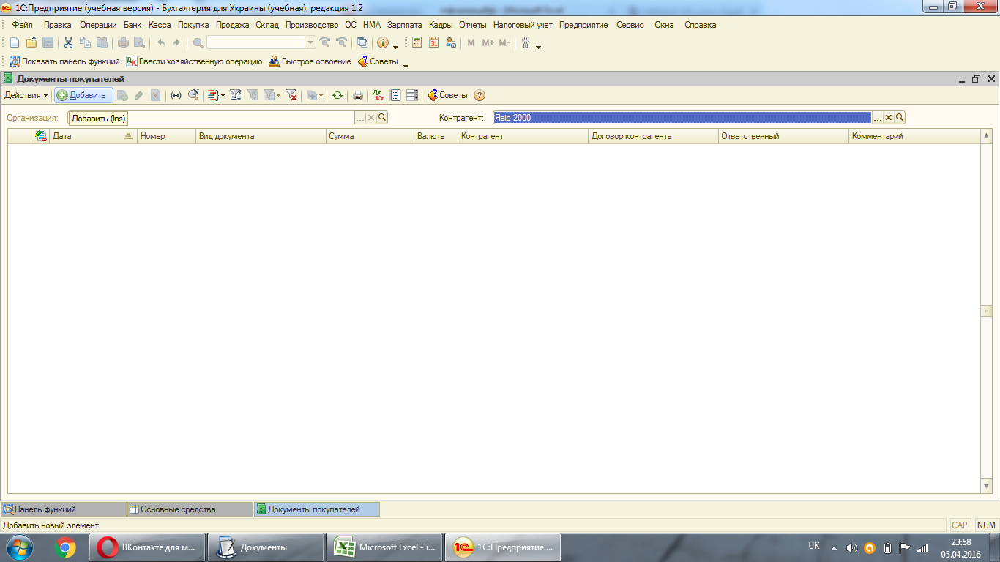 1С:Предприятие (учебная версия) - Бухгалтерия для Украины (учебная), редакция 1.2
Файл Правка Операции Банк Касса Покупка Продажа Склад Производство ОС НМА Зарплата Кадры Отчеты Налоговый учет Предприятие Сервис Окна Справка
M M+ M-
Показать панель функций Ввести хозяйственную операцию Быстрое освоение Советы
Документы покупателей
Действия Добавить Советы
Организация: Добавить (Ins) Контрагент: Явір 2000
Дата Номер Вид документа Сумма Валюта Контрагент Договор контрагента Ответственный Комментарий
Панель функций Основные средства Документы покупателей
Добавить новый элемент CAP NUM
ВКонтакте для м... Документы Microsoft Excel - і... 1С:Предприятие ... UK 23:58
05.04.2016